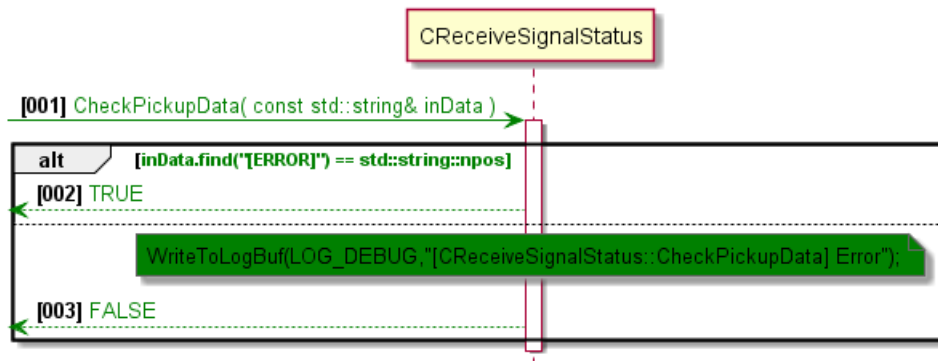 CReceiveSignalStatus
[001] CheckPickupData( const std::string& inData )
alt [inData.find("[ERROR]") == std::string::npos]
[002] TRUE
WriteToLogBuf(LOG_DEBUG,"[CReceiveSignalStatus::CheckPickupData] Error");
[003] FALSE